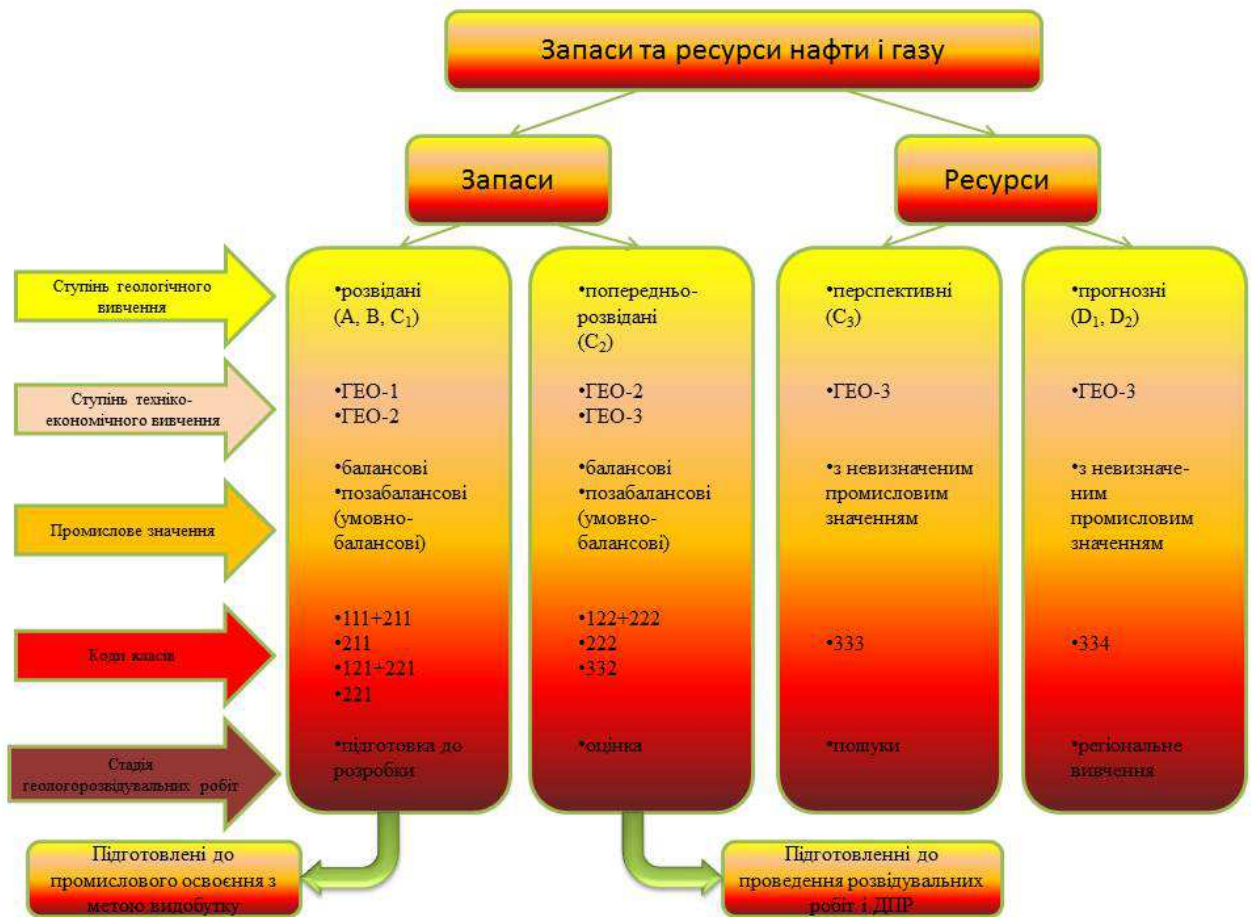 Запаси та ресурси нафти і газу
Запаси
Ресурси
Ступінь геологічного
вивчення
•розвідані
(A, B, C₁)
•попередньо-
розвідані
(C₂)
•перспективні
(C₃)
•прогнозні
(D₁, D₂)
Ступінь техніко-
економічного вивчення
•ГЕО-1
•ГЕО-2
•ГЕО-2
•ГЕО-3
•ГЕО-3
•ГЕО-3
Промислове значення
•балансові
•позабалансові
(умовно-
балансові)
•балансові
•позабалансові
(умовно-
балансові)
•з невизначеним
промисловим
значенням
•з невизначе-
ним
промисловим
значенням
Коди класів
•111+211
•211
•121+221
•221
•122+222
•222
•332
•333
•334
Стадія
геологорозвідувальних робіт
•підготовка до
розробки
•оцінка
•пошуки
•регіональне
вивчення
Підготовлені до
промислового освоєння з
метою видобутку
Підготовленні до
проведення розвідувальних
робіт і ДПР